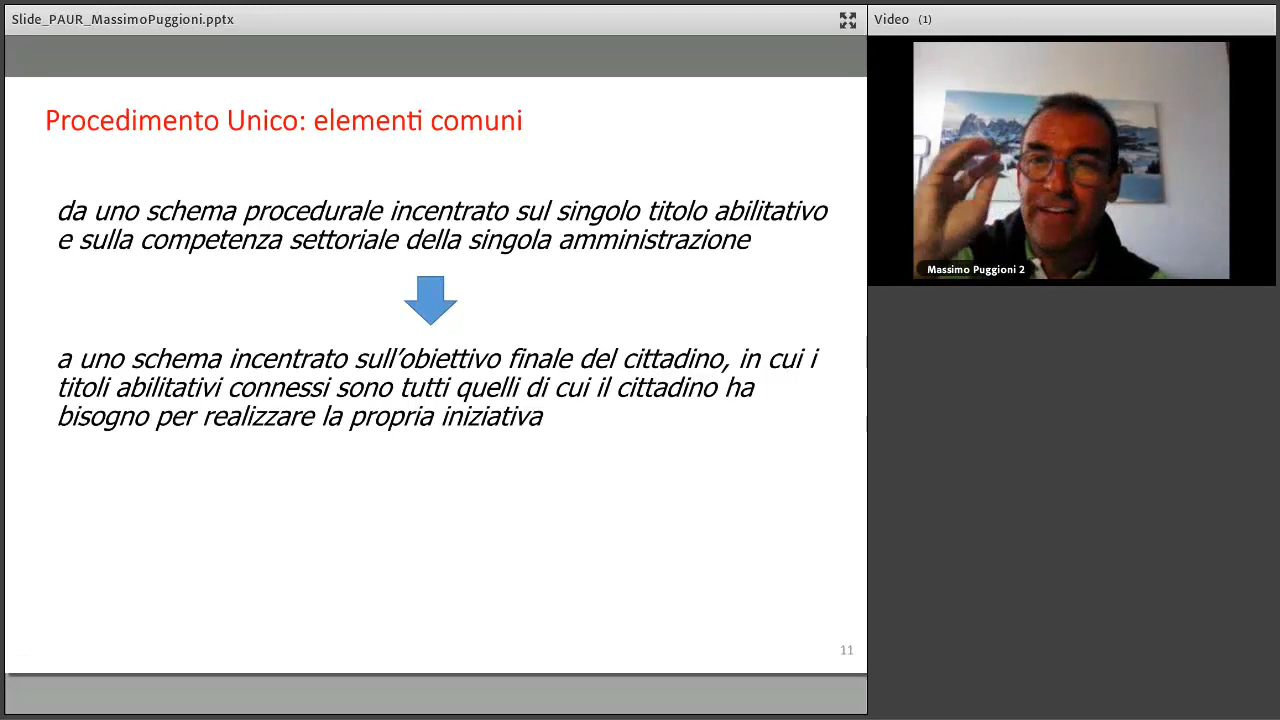 Slide_PAUR_MassimoPuggioni.pptx
Video (1)
Procedimento Unico: elementi comuni
da uno schema procedurale incentrato sul singolo titolo abilitativo
e sulla competenza settoriale della singola amministrazione
a uno schema incentrato sull’obiettivo finale del cittadino, in cui i
titoli abilitativi connessi sono tutti quelli di cui il cittadino ha
bisogno per realizzare la propria iniziativa
Massimo Puggioni 2
11